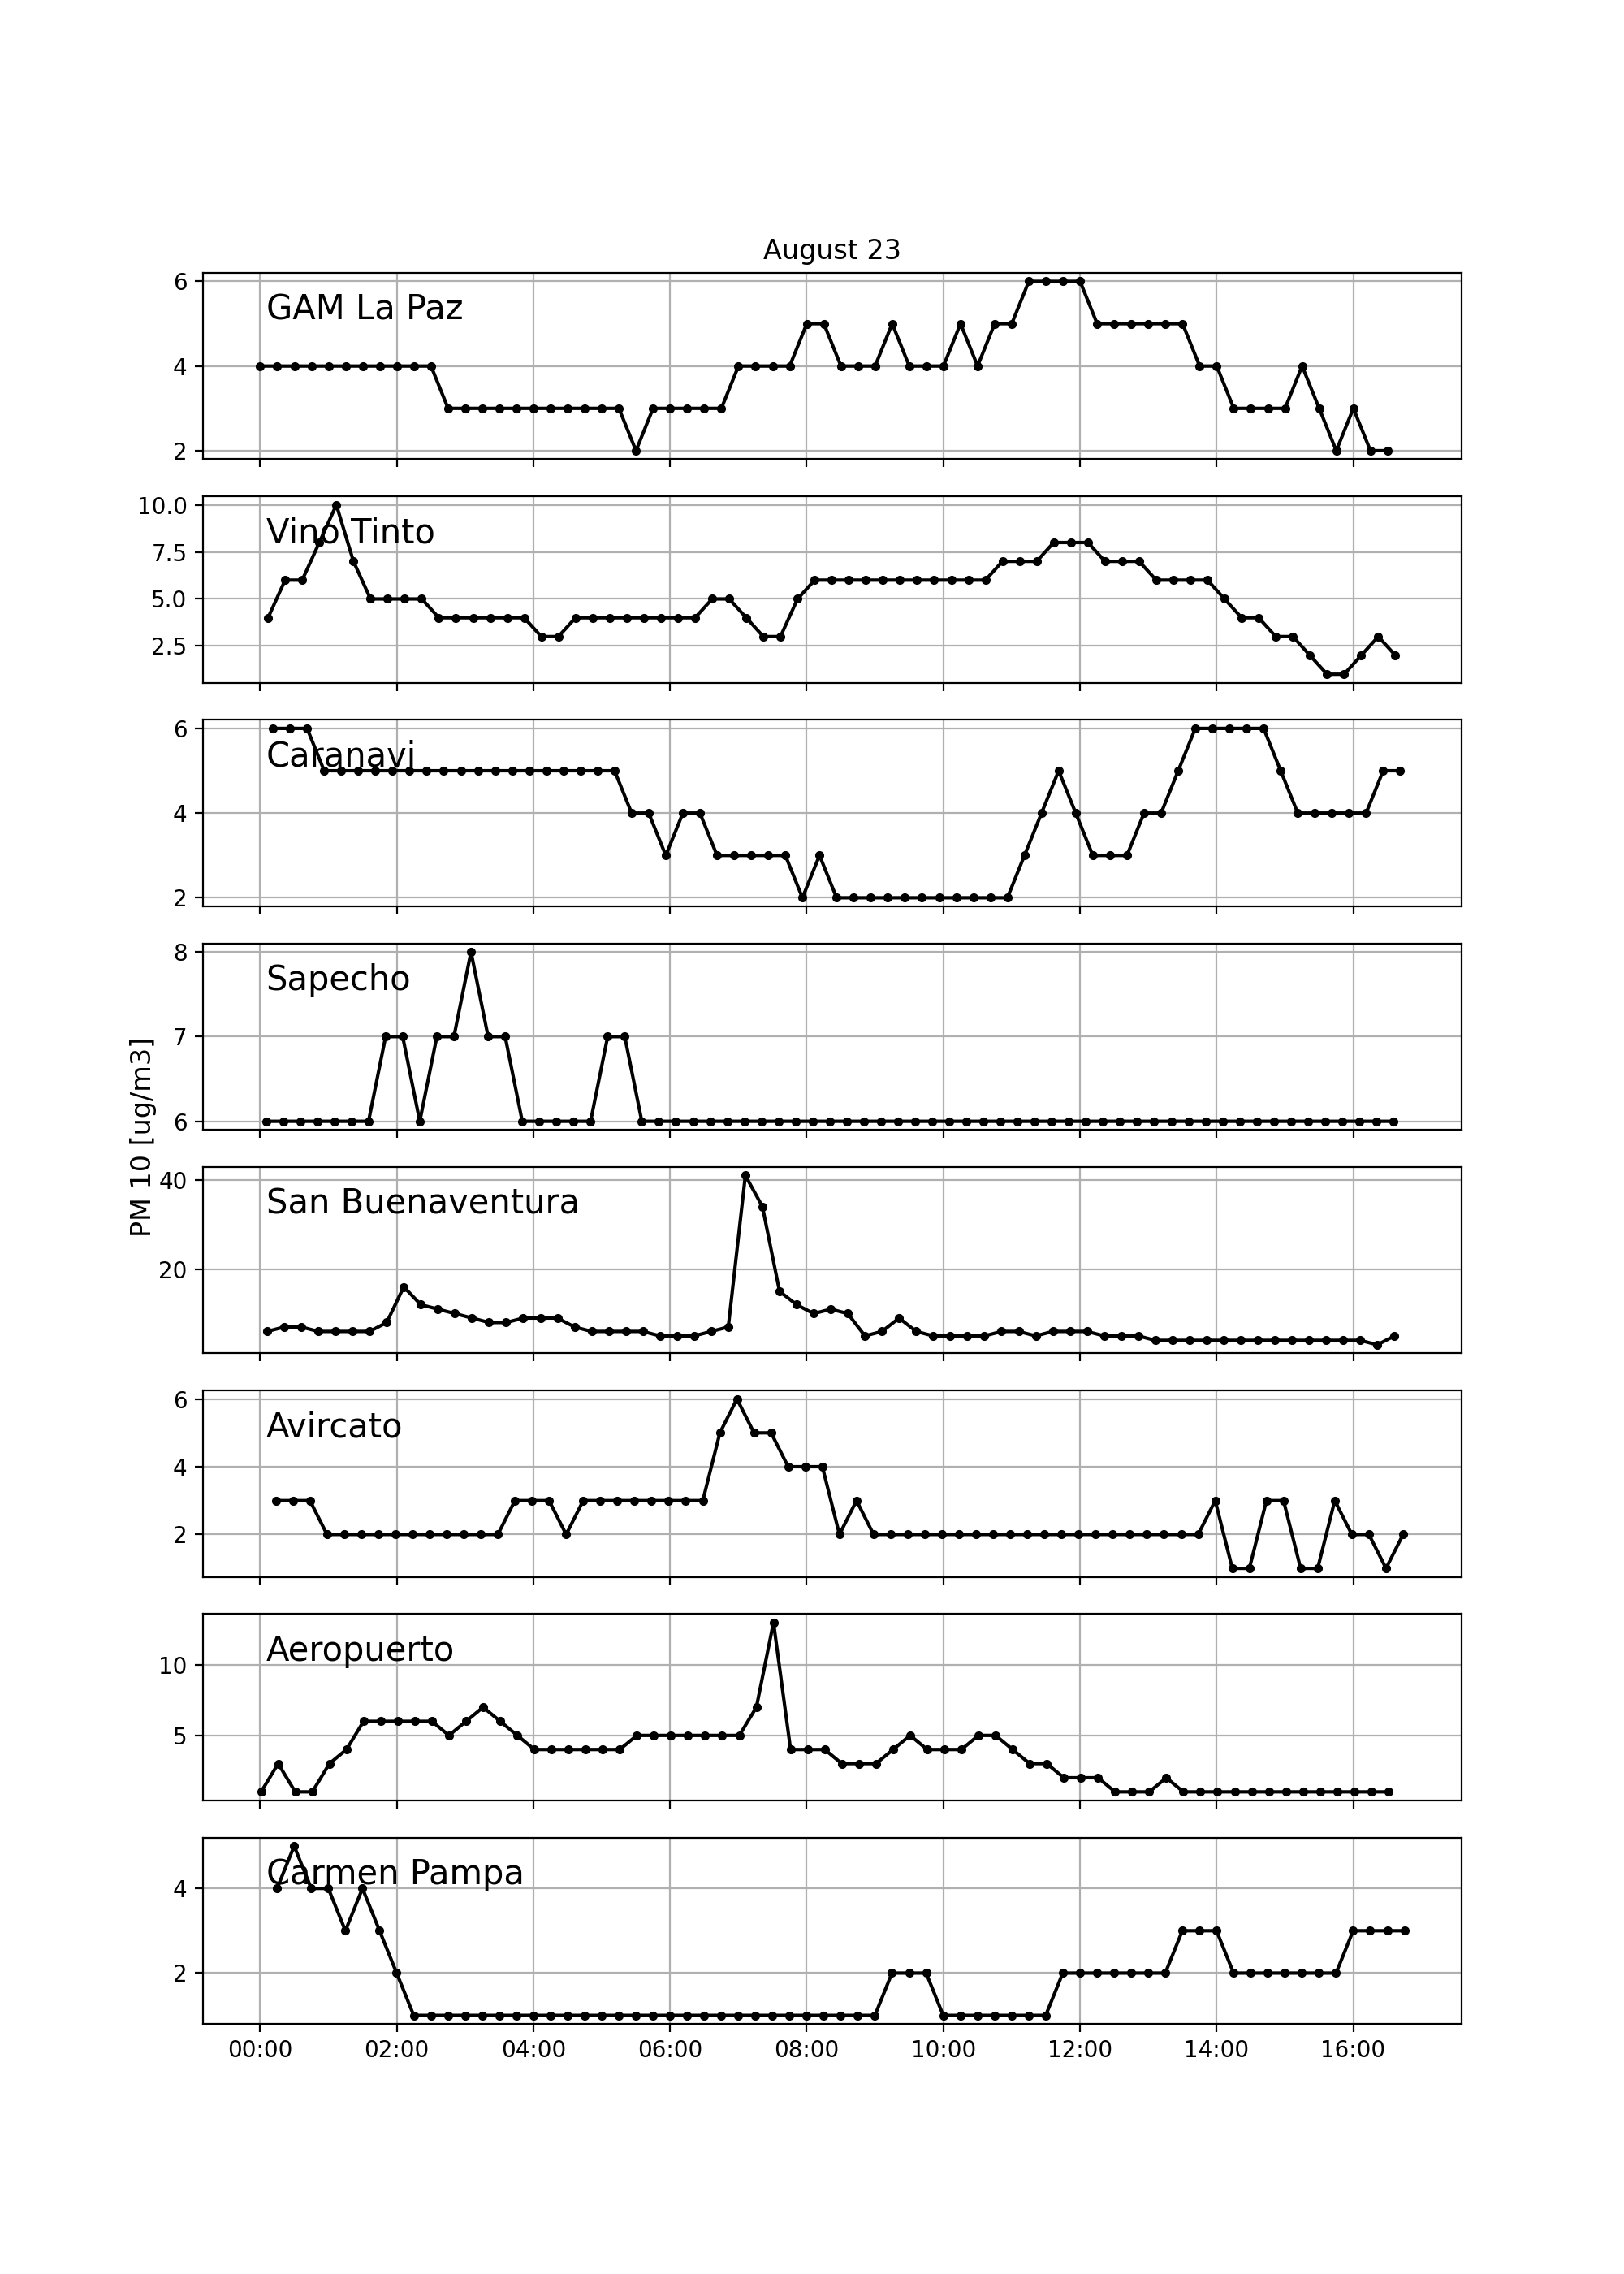 August 23
6
GAM La Paz
4
2
10.0
Vino Tinto
7.5
5.0
2.5
6
Caranavi
4
2
8
Sapecho
7
6
PM 10 [ug/m3]
40
San Buenaventura
20
6
Avircato
4
2
Aeropuerto
10
5
Carmen Pampa
4
2
00:00 02:00 04:00 06:00 08:00 10:00 12:00 14:00 16:00